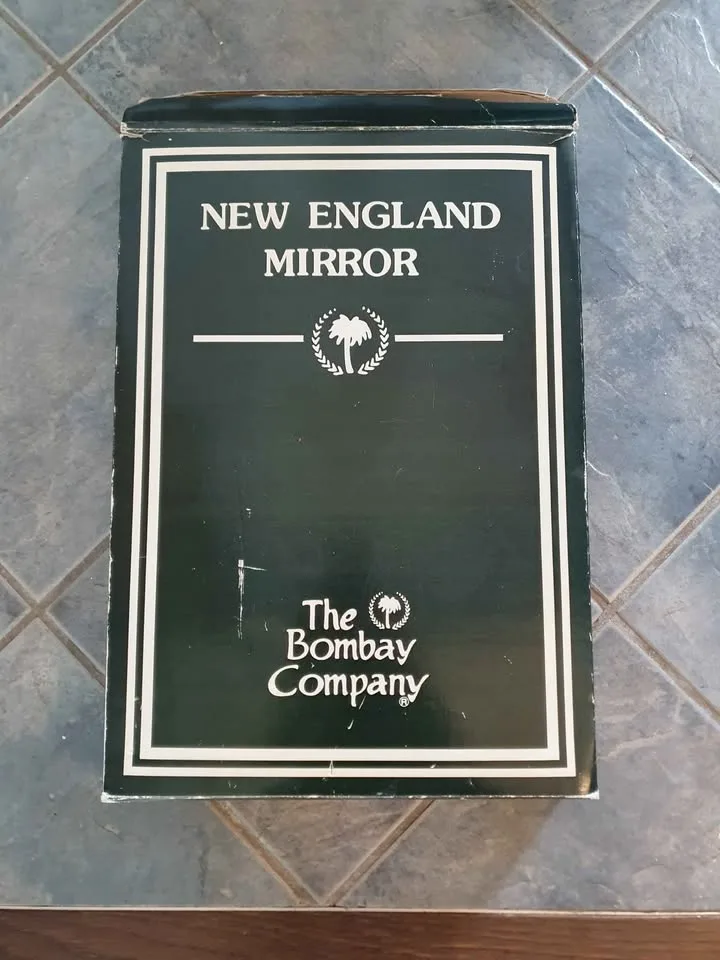 NEW ENGLAND
MIRROR
The
Bombay
Company®